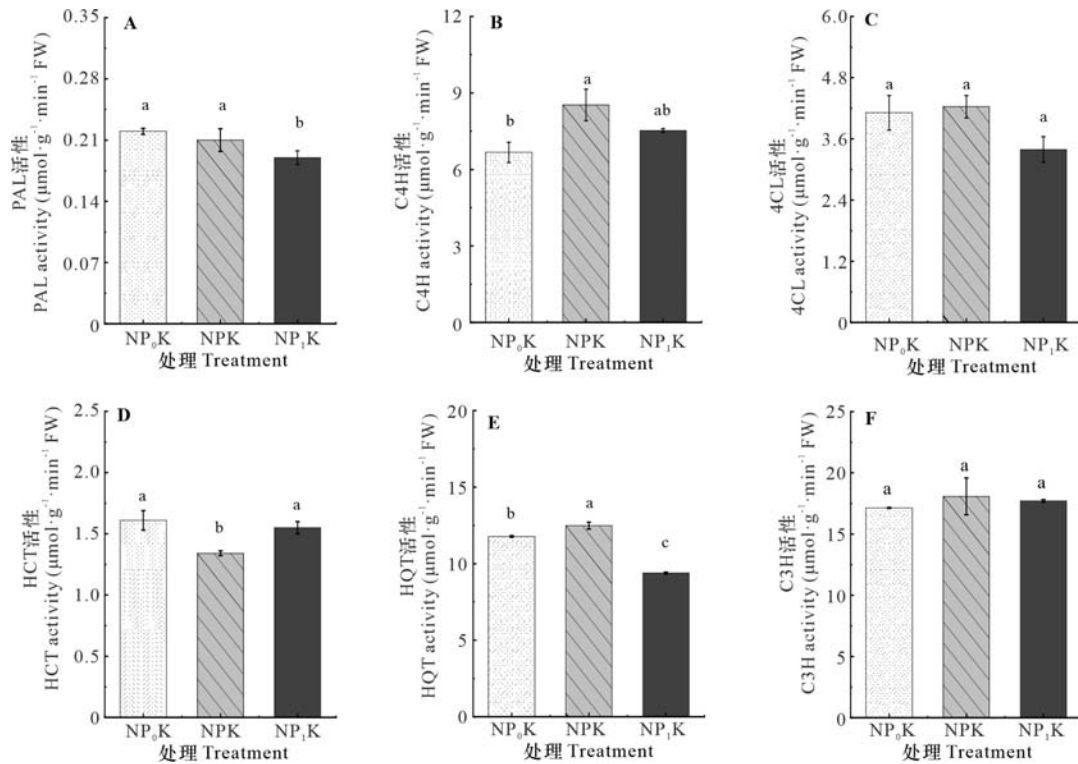 A
PAL活性
PAL activity (μmol·g⁻¹·min⁻¹ FW)
0.35
0.28
0.21
0.14
0.07
0
a
a
b
NP₀K
NPK
NP₁K
处理 Treatment
B
C4H活性
C4H activity (μmol·g⁻¹·min⁻¹ FW)
12
9
6
3
0
b
a
ab
NP₀K
NPK
NP₁K
处理 Treatment
C
4CL活性
4CL activity (μmol·g⁻¹·min⁻¹ FW)
6.0
4.8
3.6
2.4
1.2
0
a
a
a
NP₀K
NPK
NP₁K
处理 Treatment
D
HCT活性
HCT activity (μmol·g⁻¹·min⁻¹ FW)
2.5
2.0
1.5
1.0
0.5
0
a
b
a
NP₀K
NPK
NP₁K
处理 Treatment
E
HQT活性
HQT activity (μmol·g⁻¹·min⁻¹ FW)
20
15
10
5
0
b
a
c
NP₀K
NPK
NP₁K
处理 Treatment
F
C3H活性
C3H activity (μmol·g⁻¹·min⁻¹ FW)
25
20
15
10
5
0
a
a
a
NP₀K
NPK
NP₁K
处理 Treatment